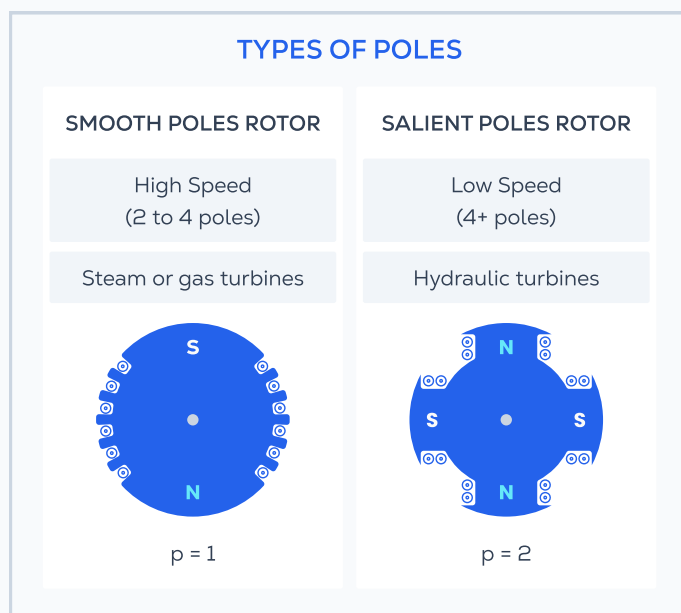 TYPES OF POLES
SMOOTH POLES ROTOR
High Speed
(2 to 4 poles)
Steam or gas turbines
S
N
p = 1
SALIENT POLES ROTOR
Low Speed
(4+ poles)
Hydraulic turbines
N
S
S
N
p = 2